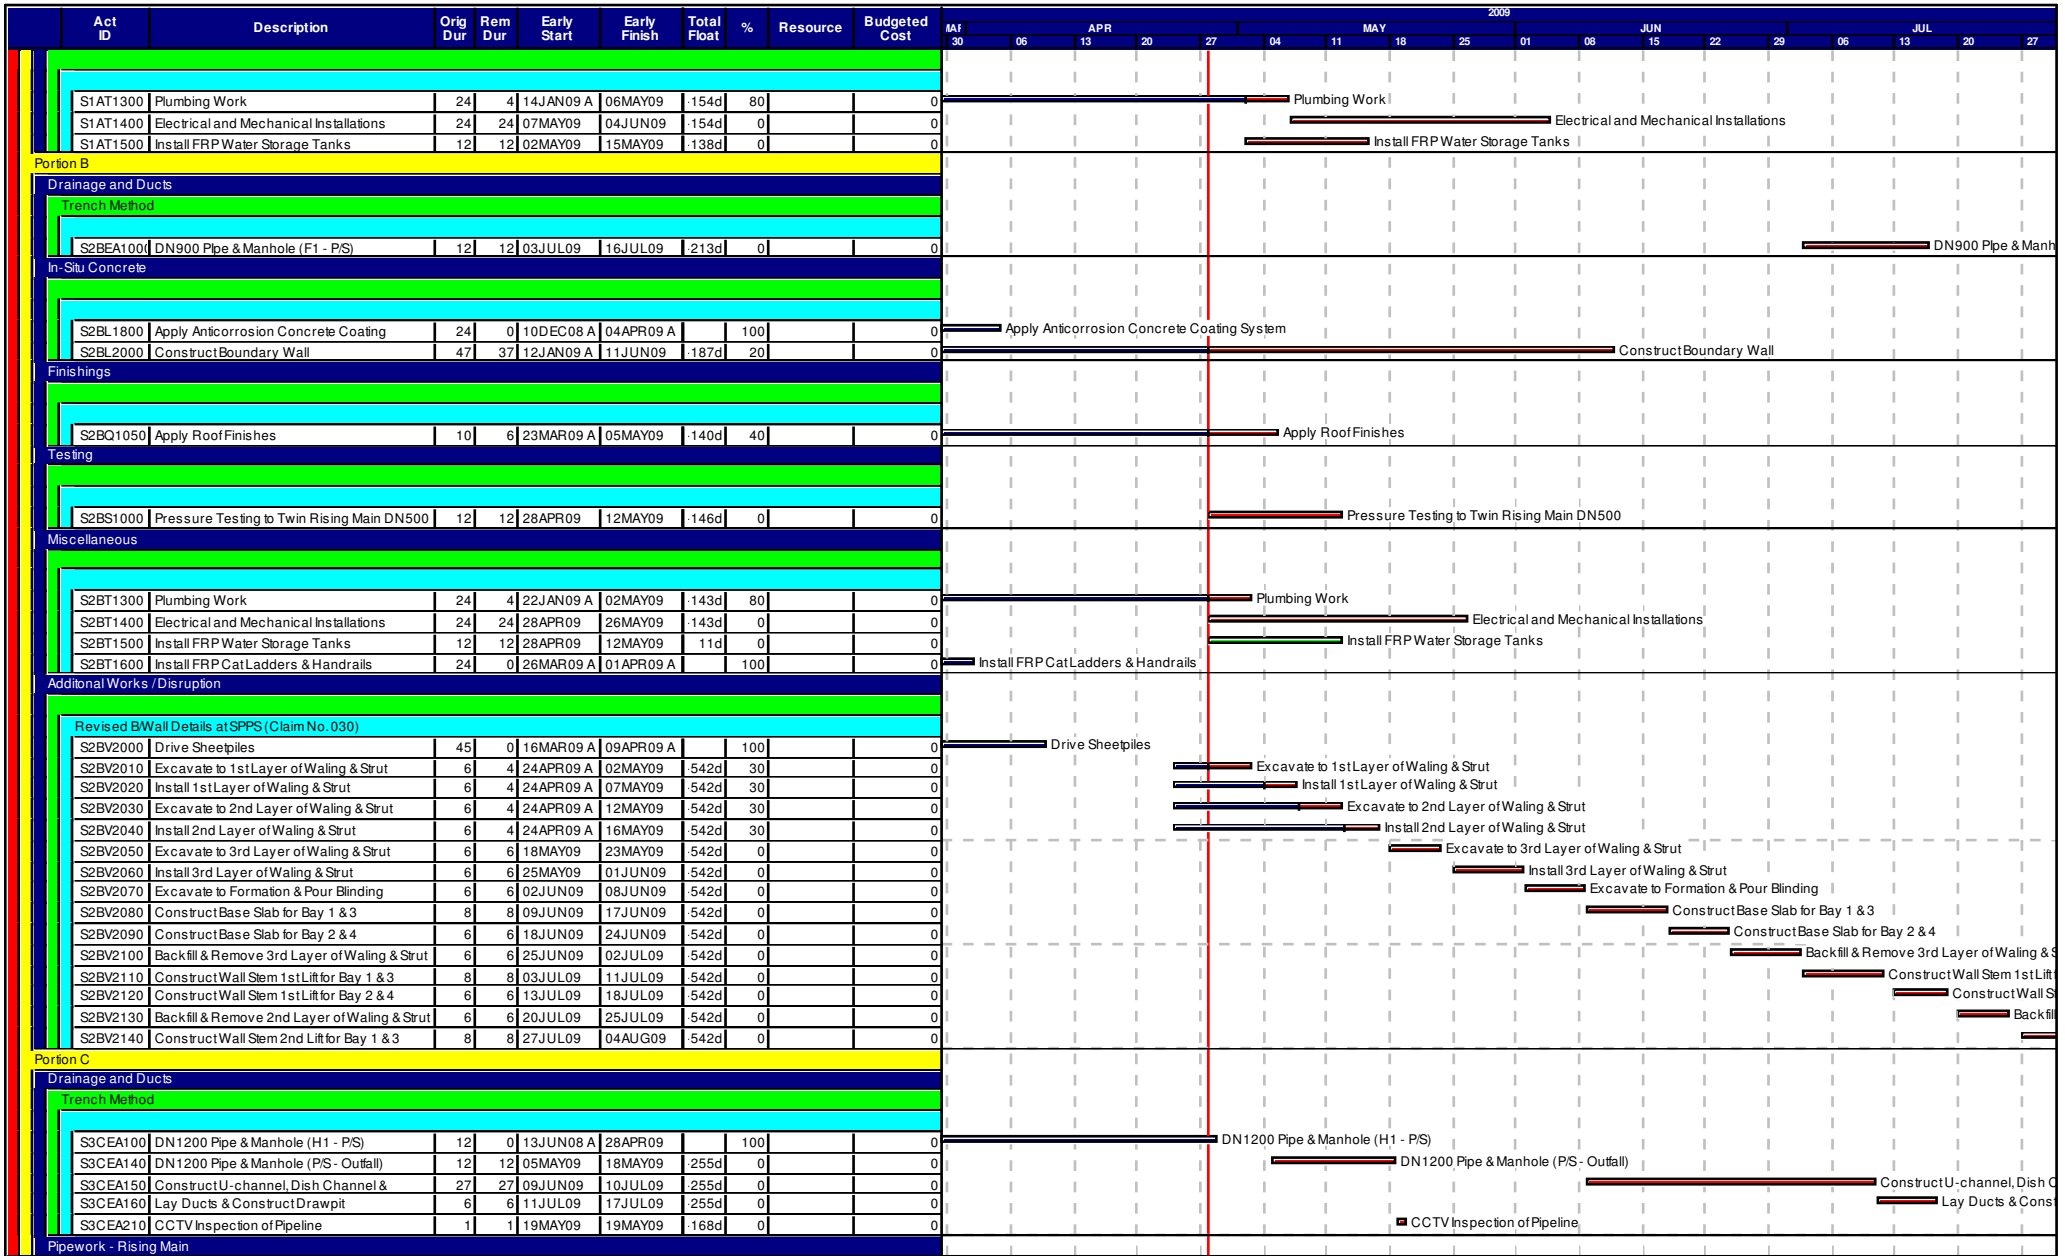 Act ID Description Orig Dur Rem Dur Early Start Early Finish Total Float % Resource Budgeted Cost
2009
MAR APR MAY JUN JUL
30 06 13 20 27 04 11 18 25 01 08 15 22 29 06 13 20 27
S1AT1300 Plumbing Work 24 4 14JAN09 A 06MAY09 -154d 80 0 Plumbing Work
S1AT1400 Electrical and Mechanical Installations 24 24 07MAY09 04JUN09 -154d 0 0 Electrical and Mechanical Installations
S1AT1500 Install FRP Water Storage Tanks 12 12 02MAY09 15MAY09 -138d 0 0 Install FRP Water Storage Tanks
Portion B
Drainage and Ducts
Trench Method
S2BEA1000 DN900 PIpe & Manhole (F1 - P/S) 12 12 03JUL09 16JUL09 -213d 0 0 DN900 PIpe & Manh
In-Situ Concrete
S2BL1800 Apply Anticorrosion Concrete Coating 24 0 10DEC08 A 04APR09 A 100 0 Apply Anticorrosion Concrete Coating System
S2BL2000 Construct Boundary Wall 47 37 12JAN09 A 11JUN09 -187d 20 0 Construct Boundary Wall
Finishings
S2BQ1050 Apply Roof Finishes 10 6 23MAR09 A 05MAY09 -140d 40 0 Apply Roof Finishes
Testing
S2BS1000 Pressure Testing to Twin Rising Main DN500 12 12 28APR09 12MAY09 -146d 0 0 Pressure Testing to Twin Rising Main DN500
Miscellaneous
S2BT1300 Plumbing Work 24 4 22JAN09 A 02MAY09 -143d 80 0 Plumbing Work
S2BT1400 Electrical and Mechanical Installations 24 24 28APR09 26MAY09 -143d 0 0 Electrical and Mechanical Installations
S2BT1500 Install FRP Water Storage Tanks 12 12 28APR09 12MAY09 11d 0 0 Install FRP Water Storage Tanks
S2BT1600 Install FRP Cat Ladders & Handrails 24 0 26MAR09 A 01APR09 A 100 0 Install FRP Cat Ladders & Handrails
Additonal Works / Disruption
Revised B/Wall Details at SPPS (Claim No. 030)
S2BV2000 Drive Sheetpiles 45 0 16MAR09 A 09APR09 A 100 0 Drive Sheetpiles
S2BV2010 Excavate to 1st Layer of Waling & Strut 6 4 24APR09 A 02MAY09 -542d 30 0 Excavate to 1st Layer of Waling & Strut
S2BV2020 Install 1st Layer of Waling & Strut 6 4 24APR09 A 07MAY09 -542d 30 0 Install 1st Layer of Waling & Strut
S2BV2030 Excavate to 2nd Layer of Waling & Strut 6 4 24APR09 A 12MAY09 -542d 30 0 Excavate to 2nd Layer of Waling & Strut
S2BV2040 Install 2nd Layer of Waling & Strut 6 4 24APR09 A 16MAY09 -542d 30 0 Install 2nd Layer of Waling & Strut
S2BV2050 Excavate to 3rd Layer of Waling & Strut 6 6 18MAY09 23MAY09 -542d 0 0 Excavate to 3rd Layer of Waling & Strut
S2BV2060 Install 3rd Layer of Waling & Strut 6 6 25MAY09 01JUN09 -542d 0 0 Install 3rd Layer of Waling & Strut
S2BV2070 Excavate to Formation & Pour Blinding 6 6 02JUN09 08JUN09 -542d 0 0 Excavate to Formation & Pour Blinding
S2BV2080 Construct Base Slab for Bay 1 & 3 8 8 09JUN09 17JUN09 -542d 0 0 Construct Base Slab for Bay 1 & 3
S2BV2090 Construct Base Slab for Bay 2 & 4 6 6 18JUN09 24JUN09 -542d 0 0 Construct Base Slab for Bay 2 & 4
S2BV2100 Backfill & Remove 3rd Layer of Waling & Strut 6 6 25JUN09 02JUL09 -542d 0 0 Backfill & Remove 3rd Layer of Waling & S
S2BV2110 Construct Wall Stem 1st Lift for Bay 1 & 3 8 8 03JUL09 11JUL09 -542d 0 0 Construct Wall Stem 1st Lift
S2BV2120 Construct Wall Stem 1st Lift for Bay 2 & 4 6 6 13JUL09 18JUL09 -542d 0 0 Construct Wall S
S2BV2130 Backfill & Remove 2nd Layer of Waling & Strut 6 6 20JUL09 25JUL09 -542d 0 0 Backfill
S2BV2140 Construct Wall Stem 2nd Lift for Bay 1 & 3 8 8 27JUL09 04AUG09 -542d 0 0
Portion C
Drainage and Ducts
Trench Method
S3CEA100 DN1200 Pipe & Manhole (H1 - P/S) 12 0 13JUN08 A 28APR09 100 0 DN1200 Pipe & Manhole (H1 - P/S)
S3CEA140 DN1200 Pipe & Manhole (P/S - Outfall) 12 12 05MAY09 18MAY09 -255d 0 0 DN1200 Pipe & Manhole (P/S - Outfall)
S3CEA150 Construct U-channel, Dish Channel & 27 27 09JUN09 10JUL09 -255d 0 0 Construct U-channel, Dish C
S3CEA160 Lay Ducts & Construct Drawpit 6 6 11JUL09 17JUL09 -255d 0 0 Lay Ducts & Const
S3CEA210 CCTV Inspection of Pipeline 1 1 19MAY09 19MAY09 -168d 0 0 CCTV Inspection of Pipeline
Pipework - Rising Main